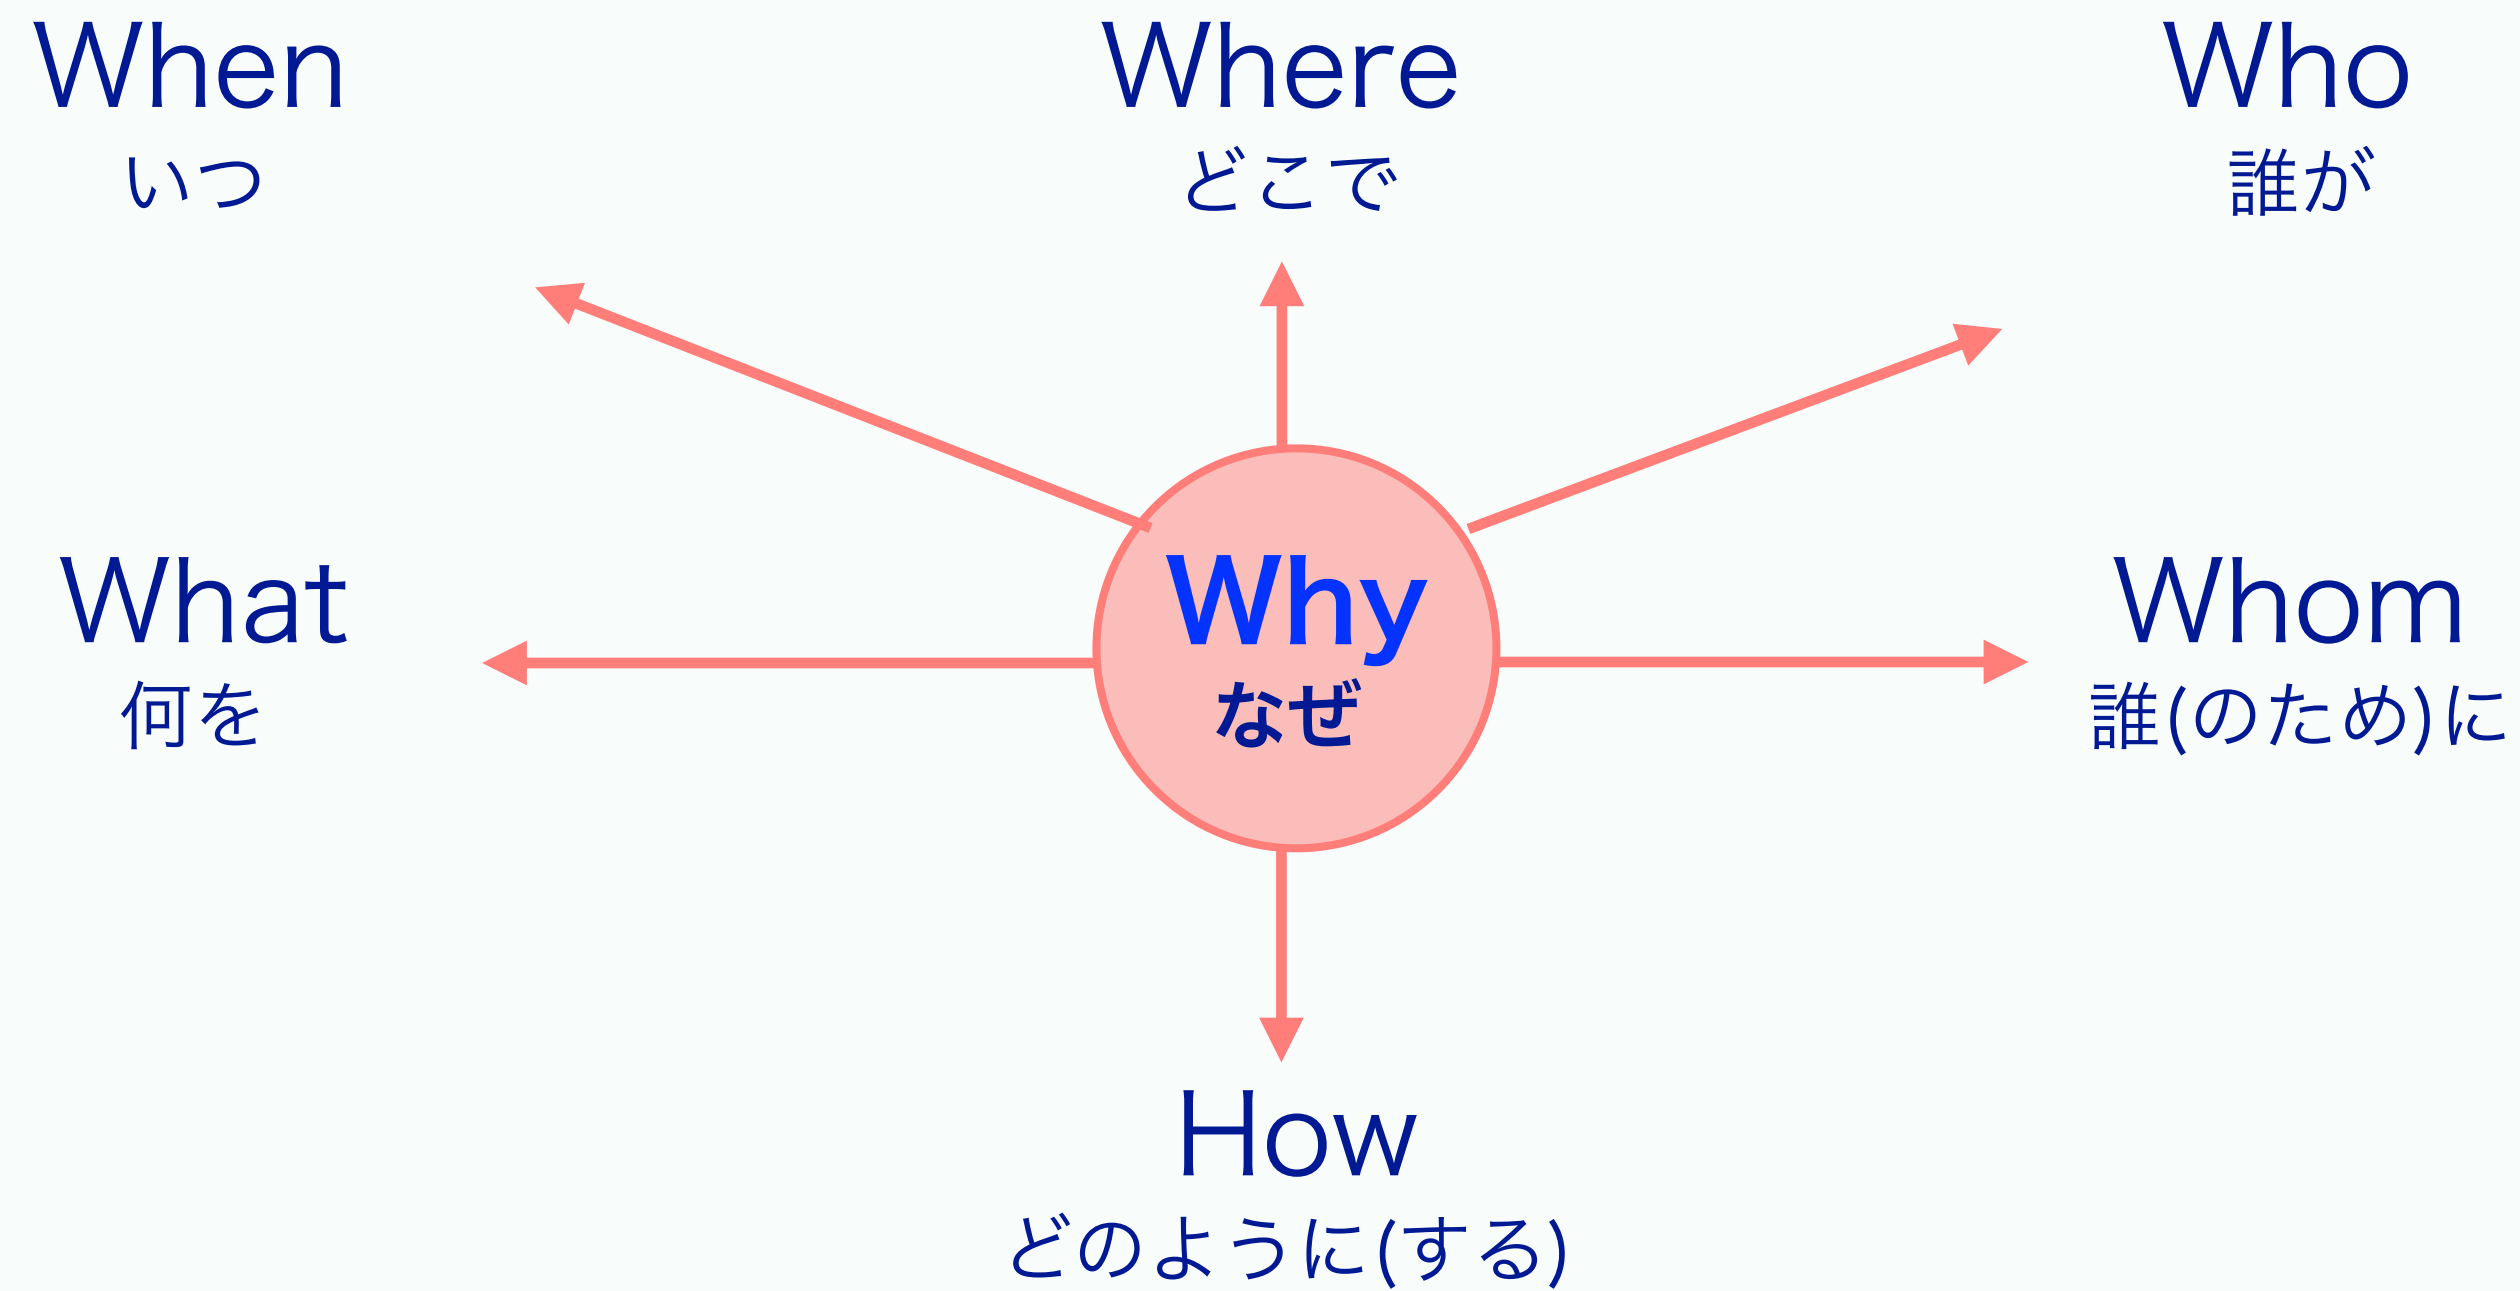 When
いつ
Where
どこで
Who
誰が
What
何を
Why
なぜ
Whom
誰(のため)に
How
どのように(する)